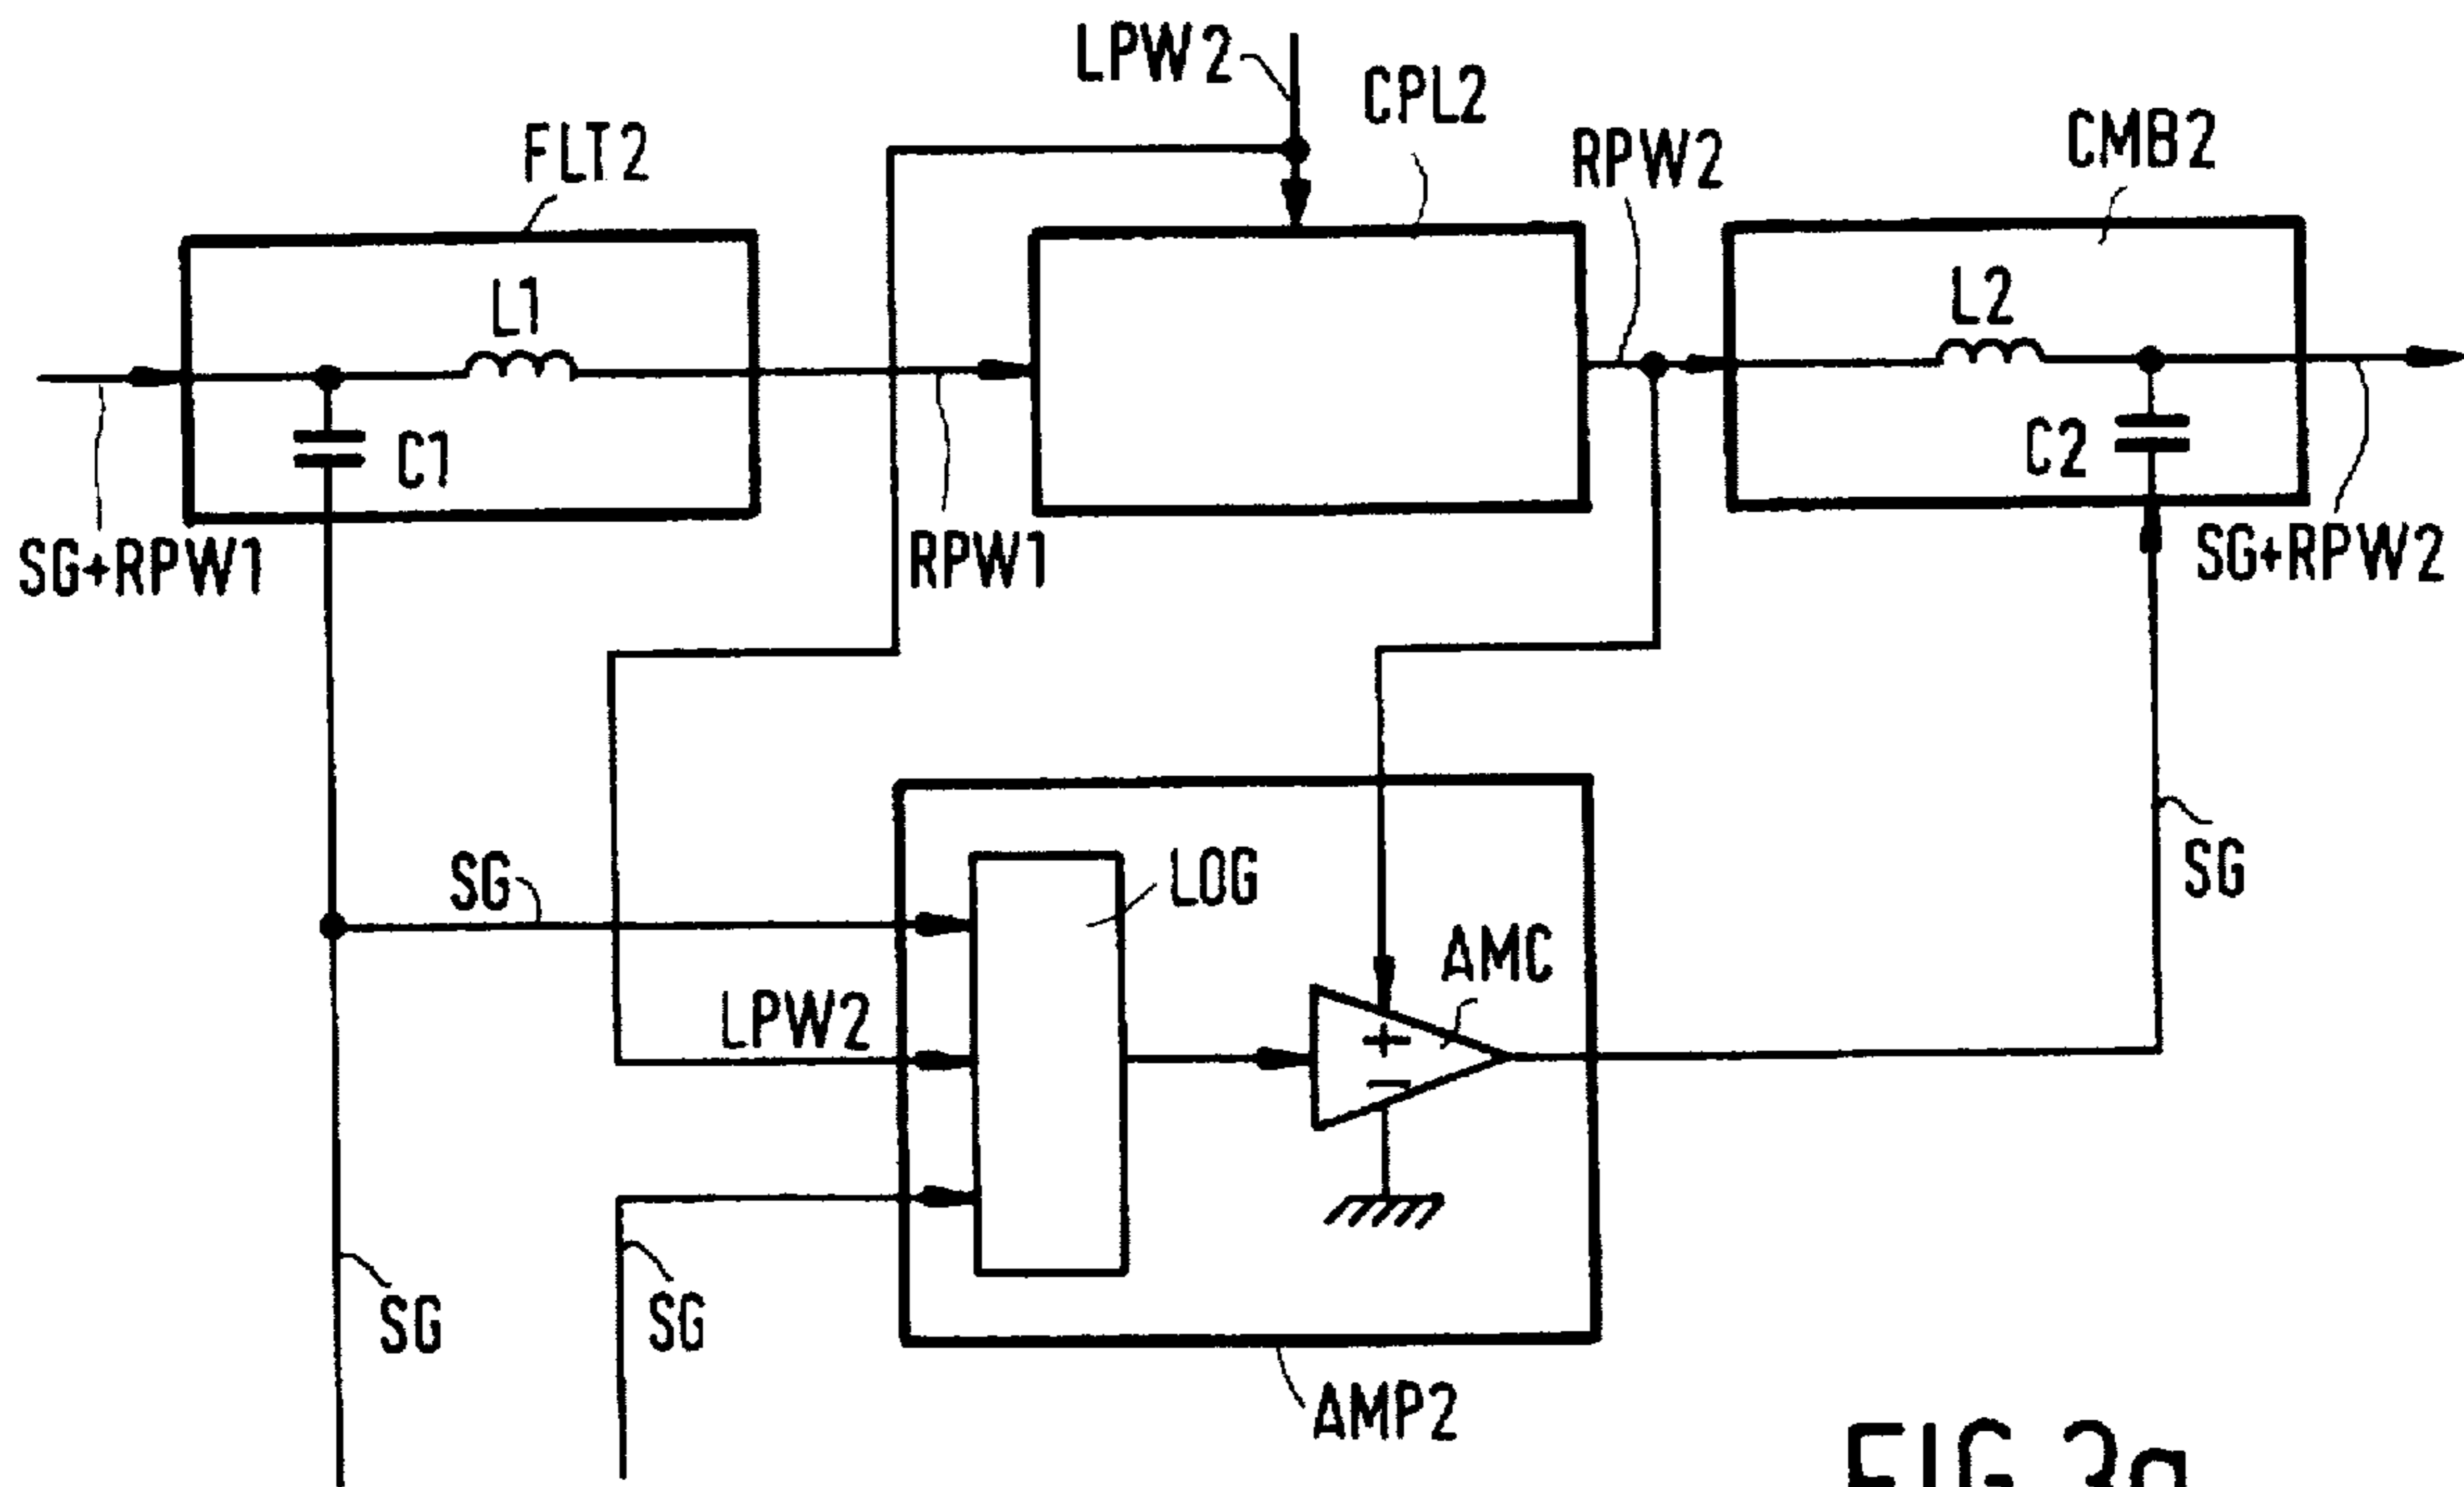 LPW2
CPL2
FLT2
RPW2
CMB2
L1
L2
C1
C2
SG+RPW1
RPW1
SG+RPW2
SG
LOG
SG
AMC
LPW2
SG
SG
AMP2
FIG.3a